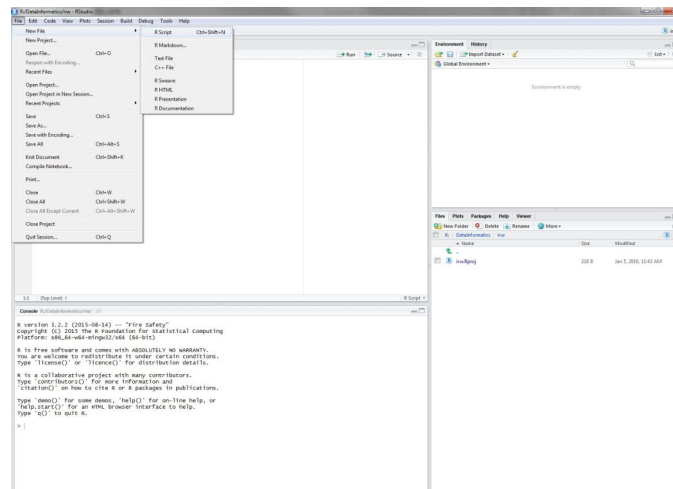 R/DataInformatics/inw - RStudio
File Edit Code View Plots Session Build Debug Tools Help
New File
New Project...
Open File... Ctrl+O
Reopen with Encoding...
Recent Files
Open Project...
Open Project in New Session...
Recent Projects
Save Ctrl+S
Save As...
Save with Encoding...
Save All Ctrl+Alt+S
Knit Document Ctrl+Shift+K
Compile Notebook...
Print...
Close Ctrl+W
Close All Ctrl+Shift+W
Close All Except Current Ctrl+Alt+Shift+W
Close Project
Quit Session... Ctrl+Q
R Script Ctrl+Shift+N
R Markdown...
Text File
C++ File
R Sweave
R HTML
R Presentation
R Documentation
Run Source
1:1 (Top Level) R Script
Console R/DataInformatics/inw/
R version 3.2.2 (2015-08-14) -- "Fire Safety"
Copyright (C) 2015 The R Foundation for Statistical Computing
Platform: x86_64-w64-mingw32/x64 (64-bit)
R is free software and comes with ABSOLUTELY NO WARRANTY.
You are welcome to redistribute it under certain conditions.
Type 'license()' or 'licence()' for distribution details.
R is a collaborative project with many contributors.
Type 'contributors()' for more information and
'citation()' on how to cite R or R packages in publications.
Type 'demo()' for some demos, 'help()' for on-line help, or
'help.start()' for an HTML browser interface to help.
Type 'q()' to quit R.
>
Environment History
Import Dataset List
Global Environment
Environment is empty
Files Plots Packages Help Viewer
New Folder Delete Rename More
R DataInformatics inw
Name Size Modified
..
inw.Rproj 218 B Jan 5, 2016, 11:43 AM